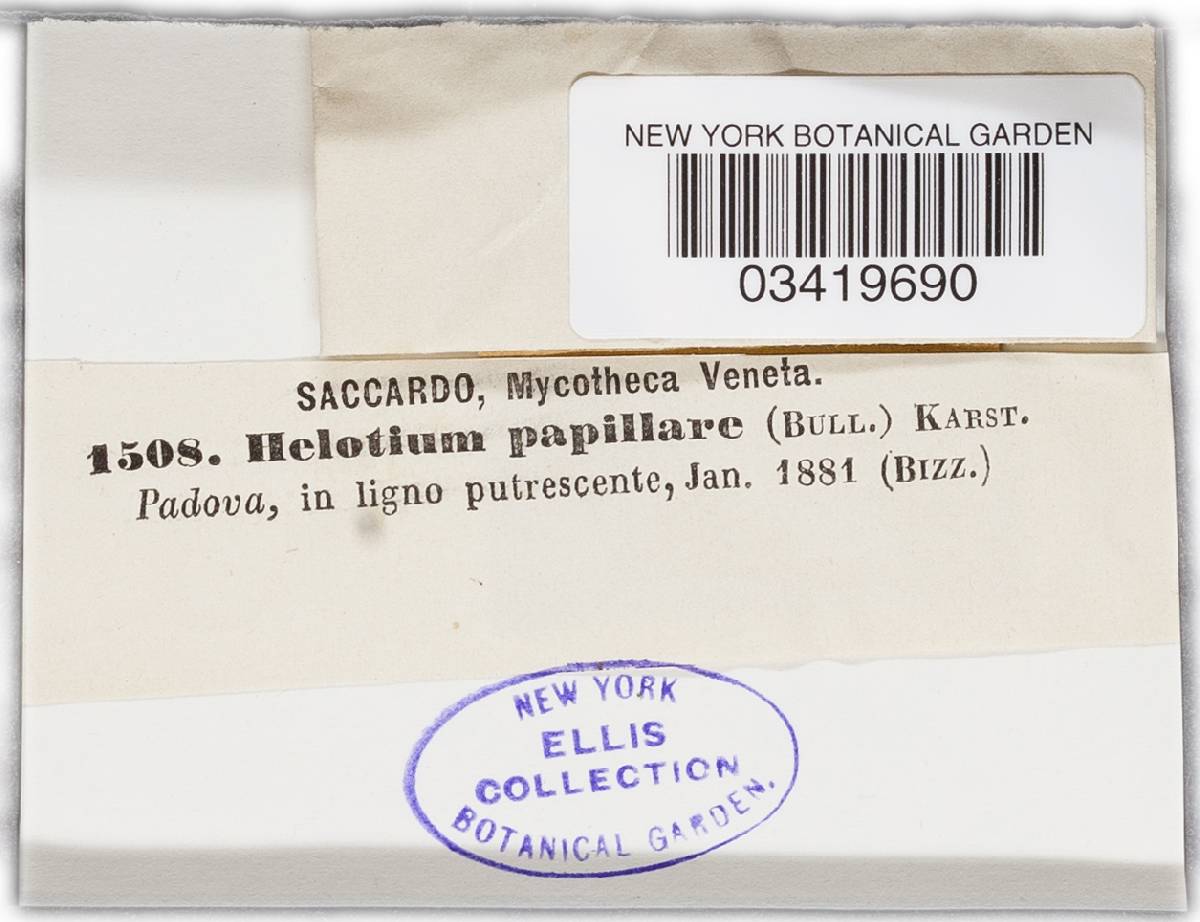 NEW YORK BOTANICAL GARDEN
03419690
SACCARDO, Mycotheca Veneta.
1508. Helotium papillare (BULL.) KARST.
Padova, in ligno putrescente, Jan. 1881 (BIZZ.)
NEW YORK
ELLIS
COLLECTION
BOTANICAL GARDEN.